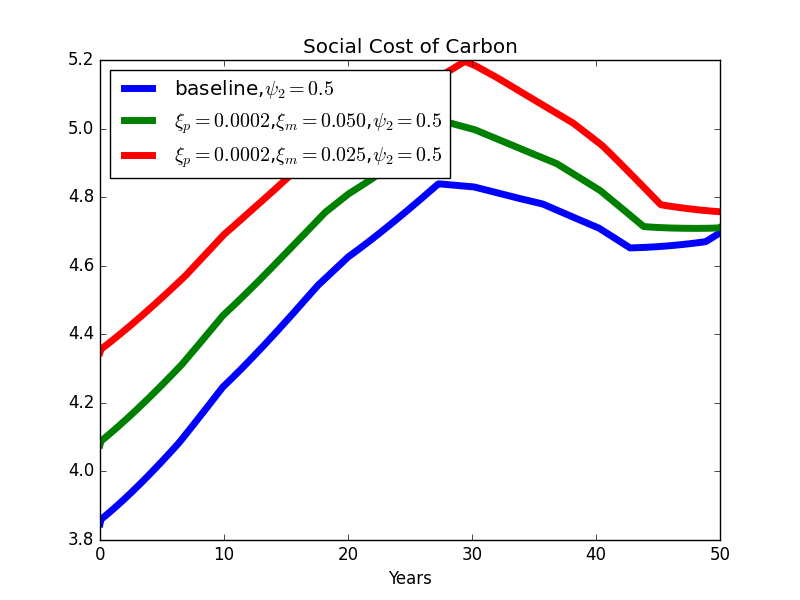 Social Cost of Carbon
5.2
5.0
4.8
4.6
4.4
4.2
4.0
3.8
baseline,ψ₂ = 0.5
ξₚ = 0.0002,ξₘ = 0.050,ψ₂ = 0.5
ξₚ = 0.0002,ξₘ = 0.025,ψ₂ = 0.5
0 10 20 30 40 50
Years